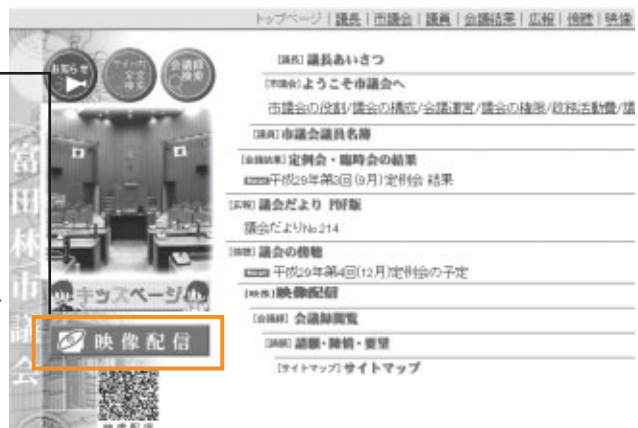 トップページ | 議長 | 市議会 | 議員 | 会議結果 | 広報 | 傍聴 | 映像
お知らせ
サイト内 全文 検索
会議録 検索
[議長] 議長あいさつ
[市議会] ようこそ市議会へ
市議会の役割/議会の構成/会議運営/議会の権限/政務活動費/議
[議員] 市議会議員名簿
[会議結果] 定例会・臨時会の結果
平成29年第3回(9月)定例会 結果
[広報] 議会だより PDF版
議会だよりNo.214
[傍聴] 議会の傍聴
平成29年第4回(12月)定例会の予定
[映像] 映像配信
[会議録] 会議録閲覧
[請願] 請願・陳情・要望
[サイトマップ] サイトマップ
富田林市議会
キッズページ
映像配信
映像配信